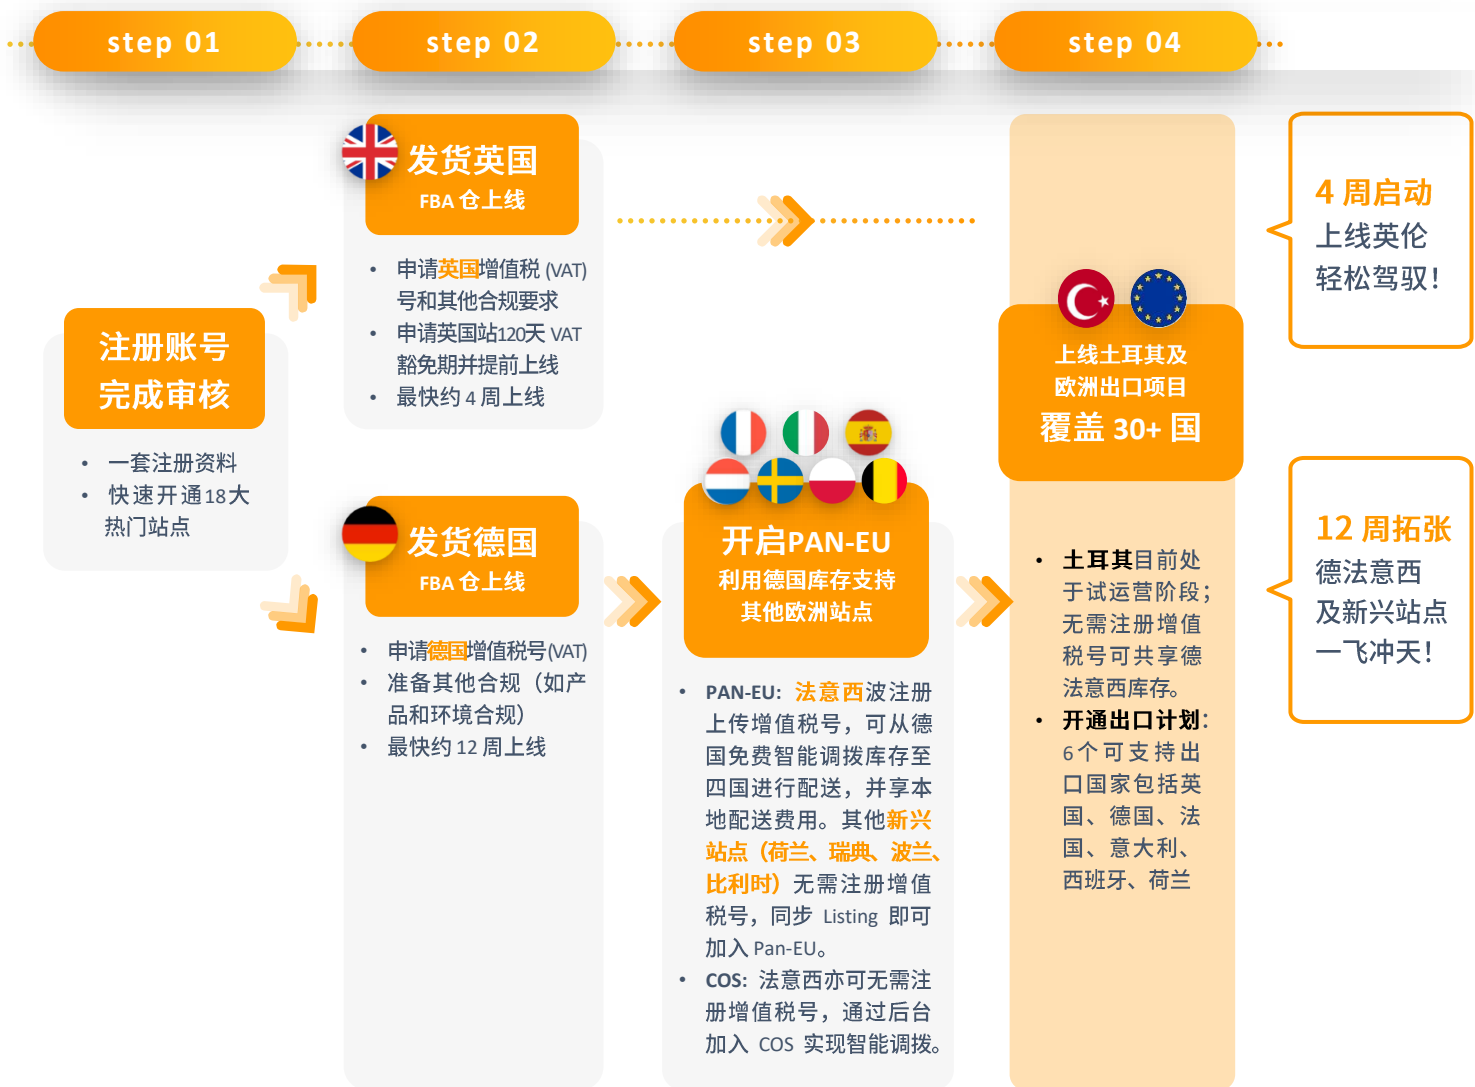 step 01
step 02
step 03
step 04
注册账号
完成审核
• 一套注册资料
• 快速开通18大
热门站点
发货英国
FBA 仓上线
• 申请英国增值税 (VAT)
号和其他合规要求
• 申请英国站120天 VAT
豁免期并提前上线
• 最快约 4 周上线
发货德国
FBA 仓上线
• 申请德国增值税号(VAT)
• 准备其他合规（如产
品和环境合规）
• 最快约 12 周上线
开启PAN-EU
利用德国库存支持
其他欧洲站点
• PAN-EU: 法意西波注册
上传增值税号，可从德
国免费智能调拨库存至
四国进行配送，并享本
地配送费用。其他新兴
站点（荷兰、瑞典、波兰、
比利时）无需注册增值
税号，同步 Listing 即可
加入 Pan-EU。
• COS: 法意西亦可无需注
册增值税号，通过后台
加入 COS 实现智能调拨。
上线土耳其及
欧洲出口项目
覆盖 30+ 国
• 土耳其目前处
于试运营阶段；
无需注册增值
税号可共享德
法意西库存。
• 开通出口计划：
6个可支持出
口国家包括英
国、德国、法
国、意大利、
西班牙、荷兰
4 周启动
上线英伦
轻松驾驭！
12 周拓张
德法意西
及新兴站点
一飞冲天！